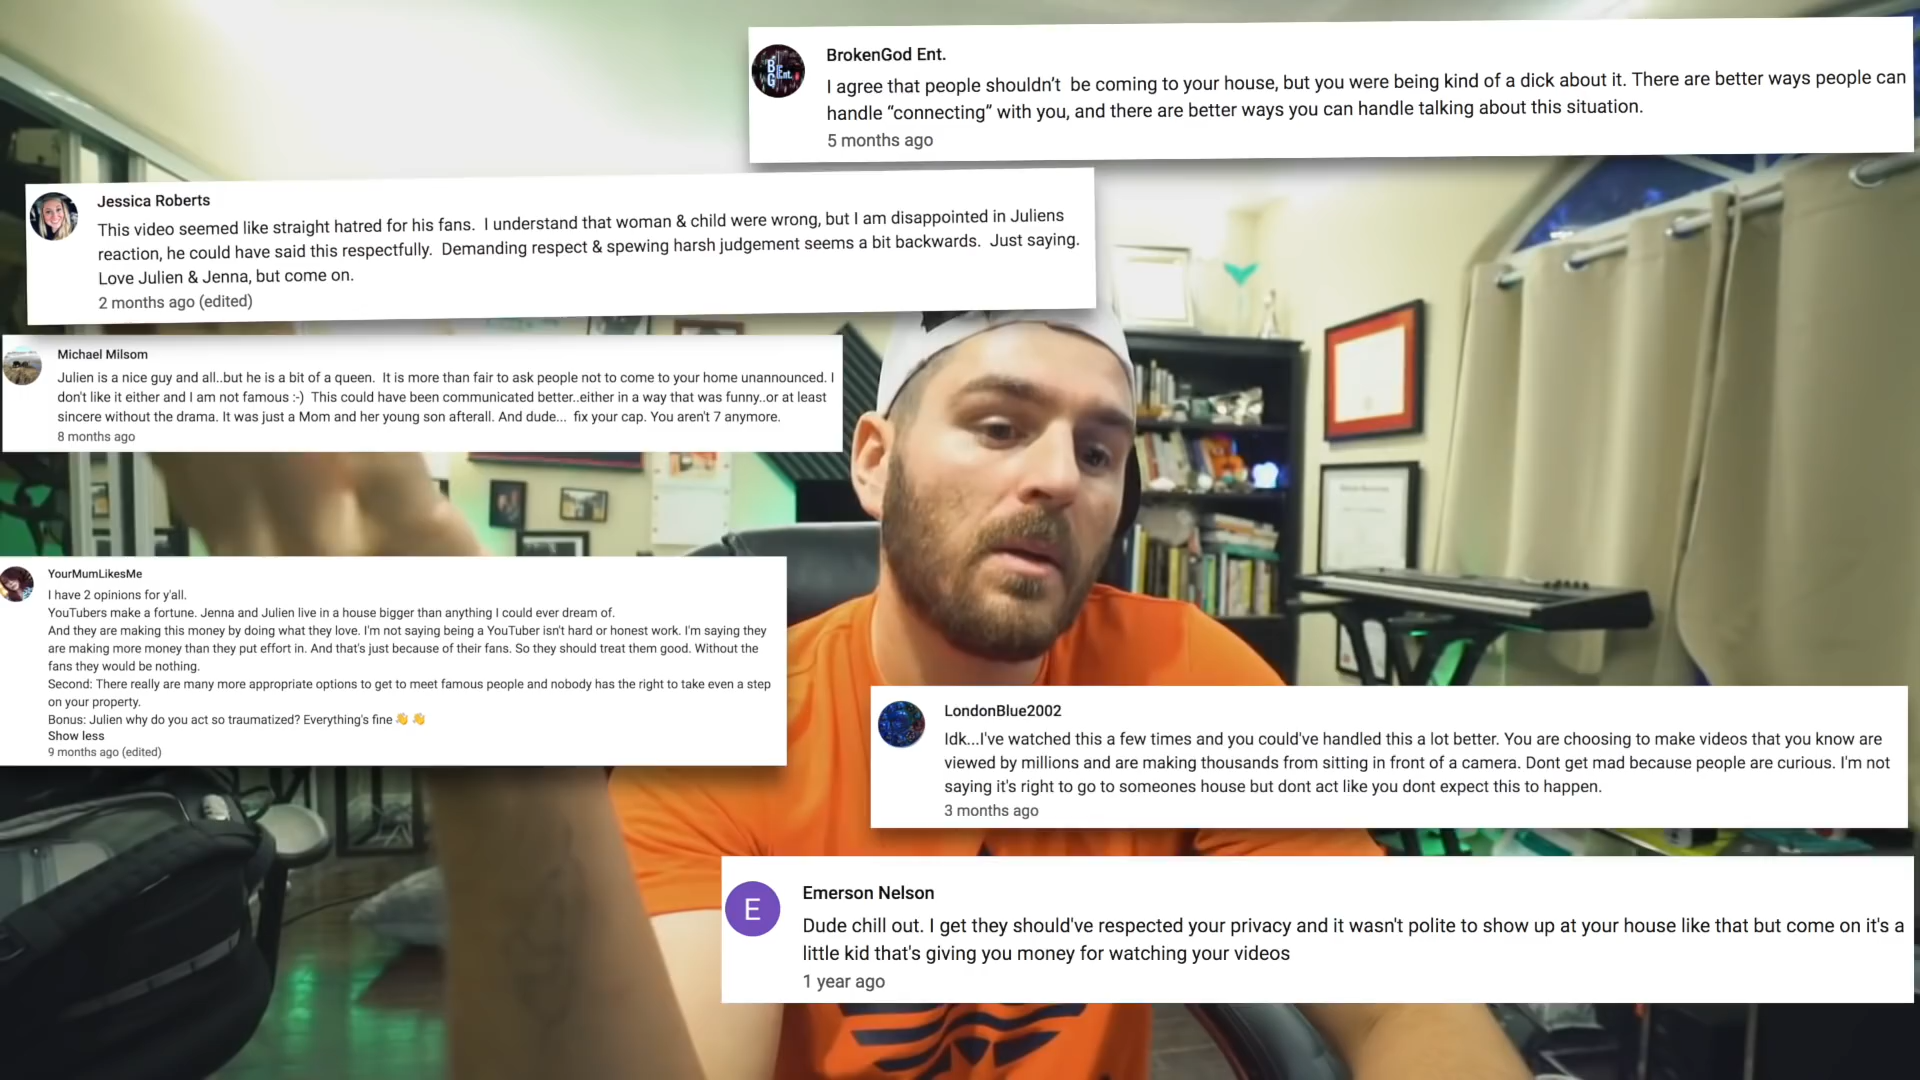 BrokenGod Ent.
I agree that people shouldn't  be coming to your house, but you were being kind of a dick about it. There are better ways people can
handle “connecting” with you, and there are better ways you can handle talking about this situation.
5 months ago
Jessica Roberts
This video seemed like straight hatred for his fans.  I understand that woman & child were wrong, but I am disappointed in Juliens
reaction, he could have said this respectfully.  Demanding respect & spewing harsh judgement seems a bit backwards.  Just saying.
Love Julien & Jenna, but come on.
2 months ago (edited)
Michael Milsom
Julien is a nice guy and all..but he is a bit of a queen.  It is more than fair to ask people not to come to your home unannounced. I
don't like it either and I am not famous :-)  This could have been communicated better..either in a way that was funny..or at least
sincere without the drama. It was just a Mom and her young son afterall. And dude...  fix your cap. You aren't 7 anymore.
8 months ago
YourMumLikesMe
I have 2 opinions for y'all.
YouTubers make a fortune. Jenna and Julien live in a house bigger than anything I could ever dream of.
And they are making this money by doing what they love. I'm not saying being a YouTuber isn't hard or honest work. I'm saying they
are making more money than they put effort in. And that's just because of their fans. So they should treat them good. Without the
fans they would be nothing.
Second: There really are many more appropriate options to get to meet famous people and nobody has the right to take even a step
on your property.
Bonus: Julien why do you act so traumatized? Everything's fine 👋 👋
Show less
9 months ago (edited)
LondonBlue2002
Idk...I've watched this a few times and you could've handled this a lot better. You are choosing to make videos that you know are
viewed by millions and are making thousands from sitting in front of a camera. Dont get mad because people are curious. I'm not
saying it's right to go to someones house but dont act like you dont expect this to happen.
3 months ago
E
Emerson Nelson
Dude chill out. I get they should've respected your privacy and it wasn't polite to show up at your house like that but come on it's a
little kid that's giving you money for watching your videos
1 year ago